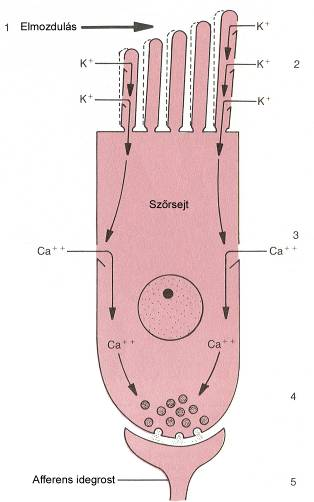 1 Elmozdulás
K+
K+
K+ 2
K+
K+
Szőrsejt
3
Ca++
Ca++
Ca++
Ca++
4
Afferens idegrost
5